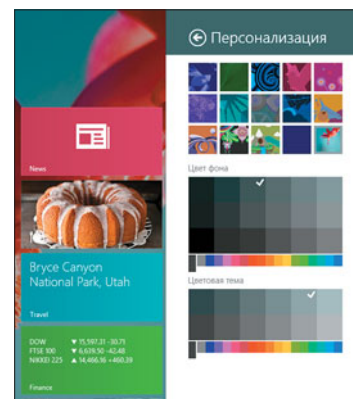 Персонализация
News
Цвет фона
Bryce Canyon
National Park, Utah
Travel
Цветовая тема
DOW ▼ 15,597.31 -30.71
FTSE 100 ▼ 6,639.50 -42.48
NIKKEI 225 ▲ 14,466.16 +460.39
Finance